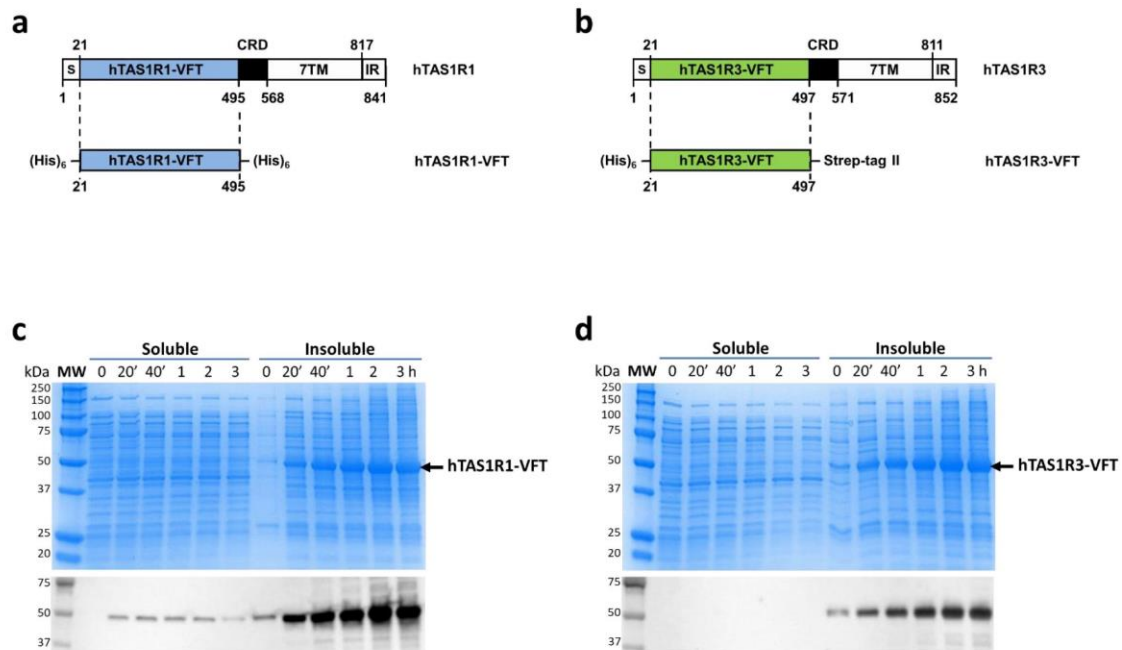 a
21 CRD 817
S hTAS1R1-VFT 7TM IR hTAS1R1
1 495 568 841
(His)6 hTAS1R1-VFT (His)6 hTAS1R1-VFT
21 495
b
21 CRD 811
S hTAS1R3-VFT 7TM IR hTAS1R3
1 497 571 852
(His)6 hTAS1R3-VFT Strep-tag II hTAS1R3-VFT
21 497
c
Soluble Insoluble
kDa MW 0 20’ 40’ 1 2 3 0 20’ 40’ 1 2 3 h
250
150
100
75
50 hTAS1R1-VFT
37
25
20
75
50
37
d
Soluble Insoluble
kDa MW 0 20’ 40’ 1 2 3 0 20’ 40’ 1 2 3 h
250
150
100
75
50 hTAS1R3-VFT
37
25
20
75
50
37